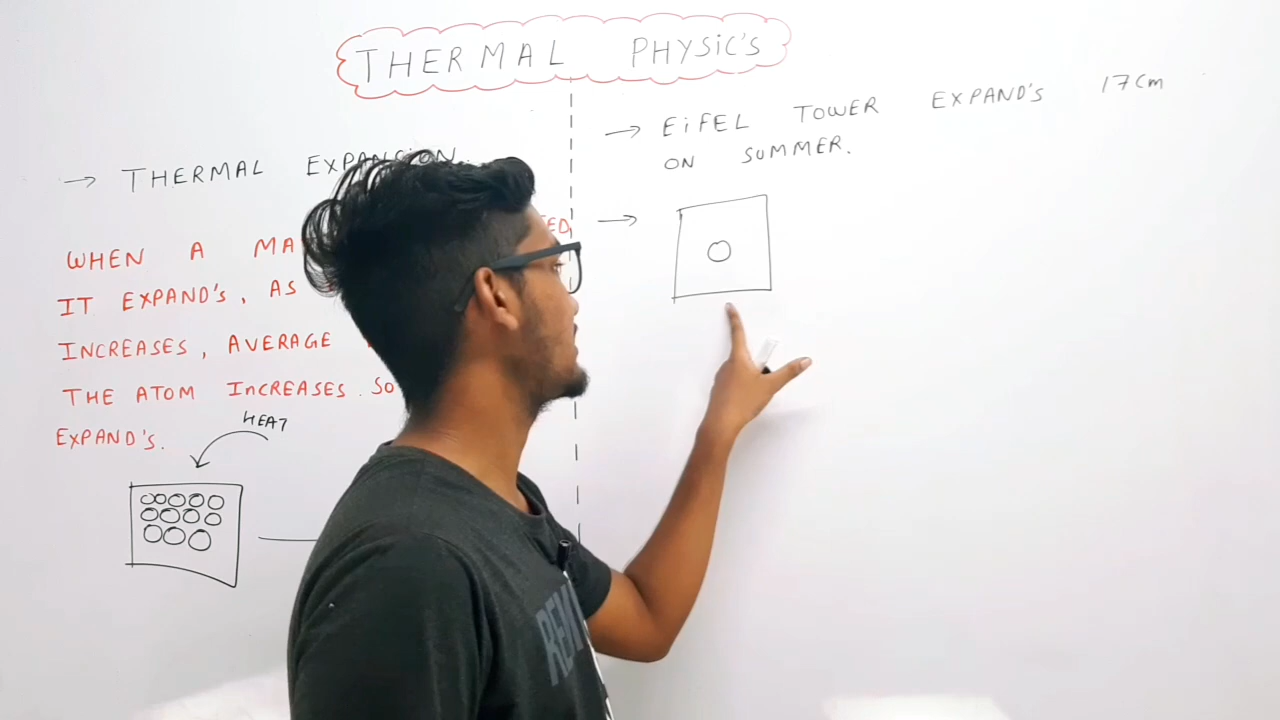 THERMAL PHYSIC'S
→ THERMAL EXPANSION.
WHEN A MA
IT EXPAND'S, AS
INCREASES, AVERAGE
THE ATOM INCREASES. SO
EXPAND'S.
HEAT
→ EIFEL TOWER EXPAND'S 17cm
ON SUMMER.
→